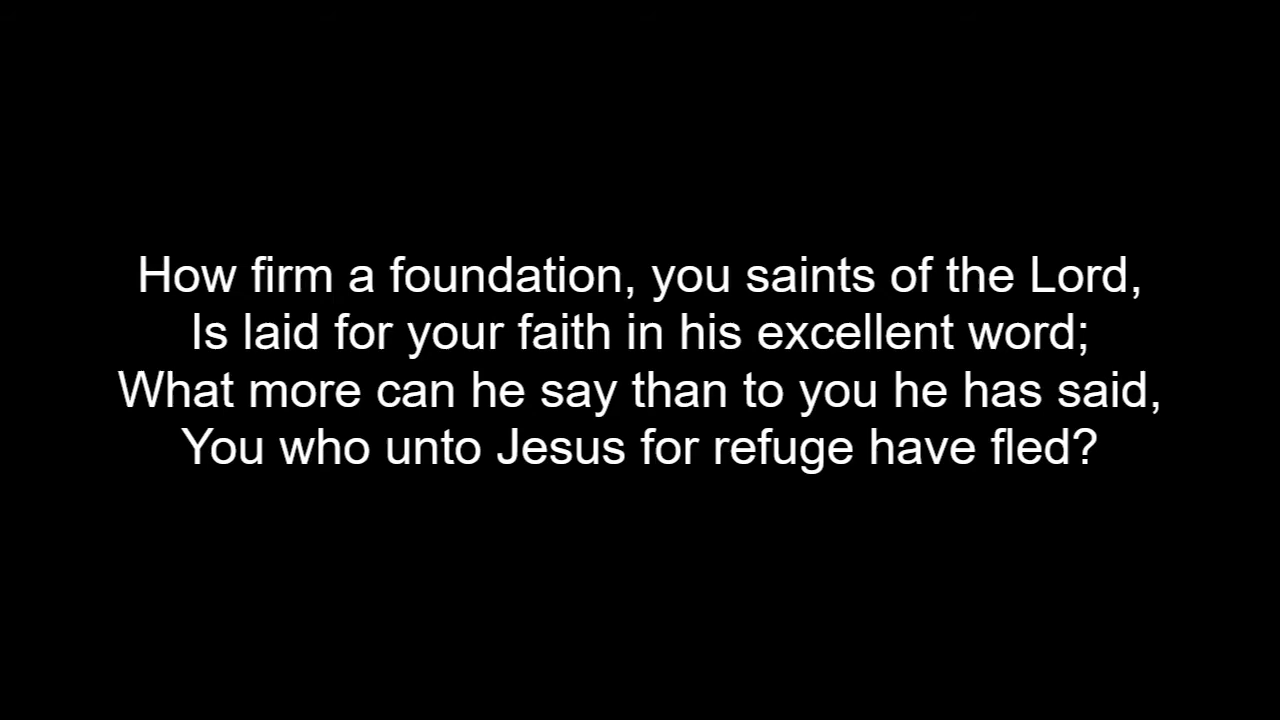 How firm a foundation, you saints of the Lord,
Is laid for your faith in his excellent word;
What more can he say than to you he has said,
You who unto Jesus for refuge have fled?